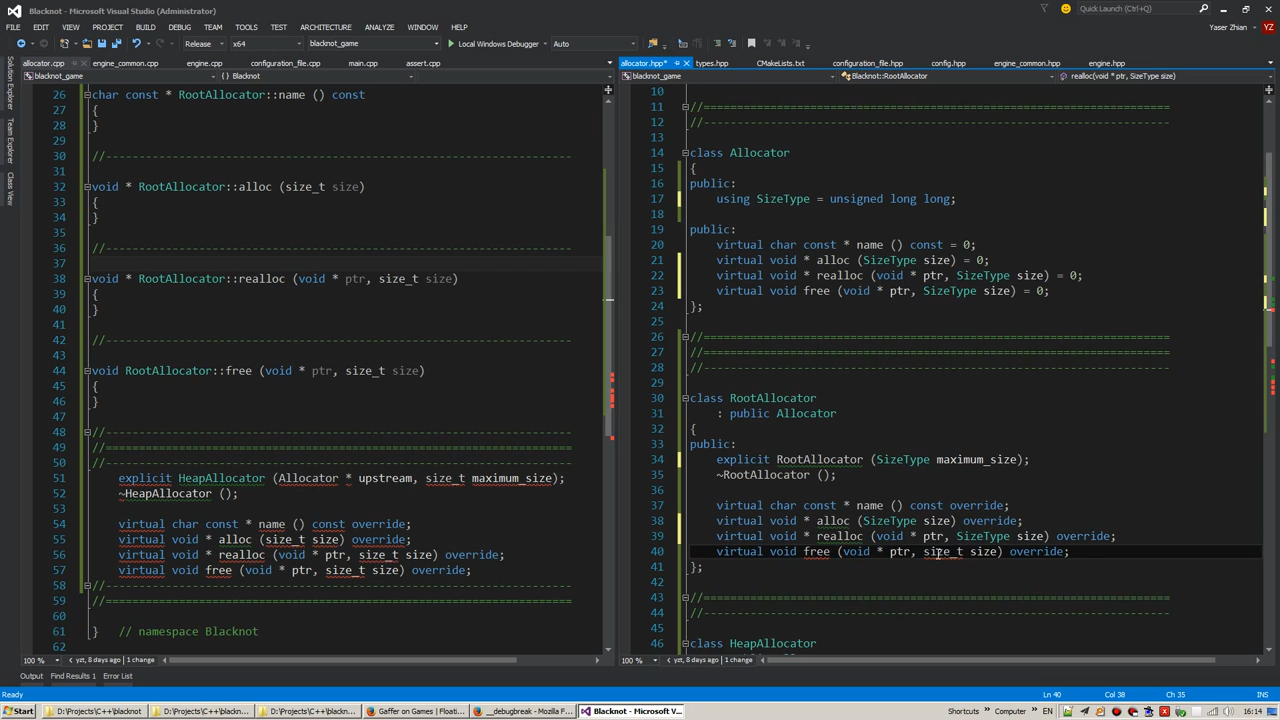 Blacknot - Microsoft Visual Studio (Administrator)
Quick Launch (Ctrl+Q)
FILE EDIT VIEW PROJECT BUILD DEBUG TEAM TOOLS TEST ARCHITECTURE ANALYZE WINDOW HELP
Yaser Zhian YZ
Release x64 blacknot_game Local Windows Debugger Auto
allocator.cpp engine_common.cpp engine.cpp configuration_file.cpp main.cpp assert.cpp
allocator.hpp* types.hpp CMakeLists.txt configuration_file.hpp config.hpp engine_common.hpp engine.hpp
blacknot_game {} Blacknot
blacknot_game Blacknot::RootAllocator realloc(void * ptr, SizeType size)
Solution Explorer
Team Explorer
Class View
26 char const * RootAllocator::name () const
27 {
28 }
29
30 //------------------------------------------------------------------------
31
32 void * RootAllocator::alloc (size_t size)
33 {
34 }
35
36 //------------------------------------------------------------------------
37
38 void * RootAllocator::realloc (void * ptr, size_t size)
39 {
40 }
41
42 //------------------------------------------------------------------------
43
44 void RootAllocator::free (void * ptr, size_t size)
45 {
46 }
47
48 //------------------------------------------------------------------------
49 //========================================================================
50 //------------------------------------------------------------------------
51 explicit HeapAllocator (Allocator * upstream, size_t maximum_size);
52 ~HeapAllocator ();
53
54 virtual char const * name () const override;
55 virtual void * alloc (size_t size) override;
56 virtual void * realloc (void * ptr, size_t size) override;
57 virtual void free (void * ptr, size_t size) override;
58 //------------------------------------------------------------------------
59 //========================================================================
60
61 } // namespace Blacknot
62
10
11 //========================================================================
12 //------------------------------------------------------------------------
13
14 class Allocator
15 {
16 public:
17 using SizeType = unsigned long long;
18
19 public:
20 virtual char const * name () const = 0;
21 virtual void * alloc (SizeType size) = 0;
22 virtual void * realloc (void * ptr, SizeType size) = 0;
23 virtual void free (void * ptr, SizeType size) = 0;
24 };
25
26 //========================================================================
27 //========================================================================
28 //------------------------------------------------------------------------
29
30 class RootAllocator
31 : public Allocator
32 {
33 public:
34 explicit RootAllocator (SizeType maximum_size);
35 ~RootAllocator ();
36
37 virtual char const * name () const override;
38 virtual void * alloc (SizeType size) override;
39 virtual void * realloc (void * ptr, SizeType size) override;
40 virtual void free (void * ptr, size_t size) override;
41 };
42
43 //========================================================================
44 //------------------------------------------------------------------------
45
46 class HeapAllocator
100 % yzt, 8 days ago | 1 change
100 % yzt, 8 days ago | 1 change
Output Find Results 1 Error List
Ready Ln 40 Col 38 Ch 35 INS
Start D:\Projects\C++\blacknot D:\Projects\C++\blackn... D:\Projects\C++\blackn... Gaffer on Games | Floati... __debugbreak - Mozilla F... Blacknot - Microsoft Vis... Shortcuts » Computer » EN 16:14